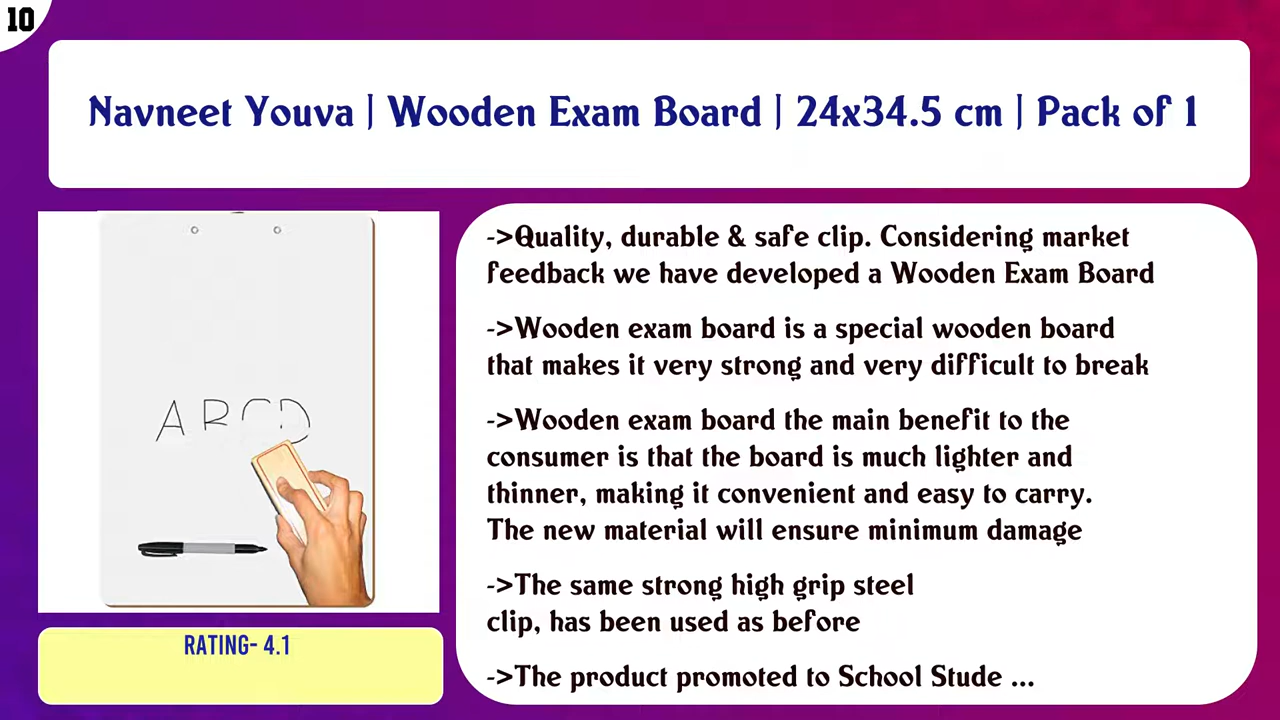 10
Navneet Youva | Wooden Exam Board | 24x34.5 cm | Pack of 1
->Quality, durable & safe clip. Considering market
feedback we have developed a Wooden Exam Board
->Wooden exam board is a special wooden board
that makes it very strong and very difficult to break
->Wooden exam board the main benefit to the
consumer is that the board is much lighter and
thinner, making it convenient and easy to carry.
The new material will ensure minimum damage
->The same strong high grip steel
clip, has been used as before
->The product promoted to School Stude ...
ABCD
RATING- 4.1